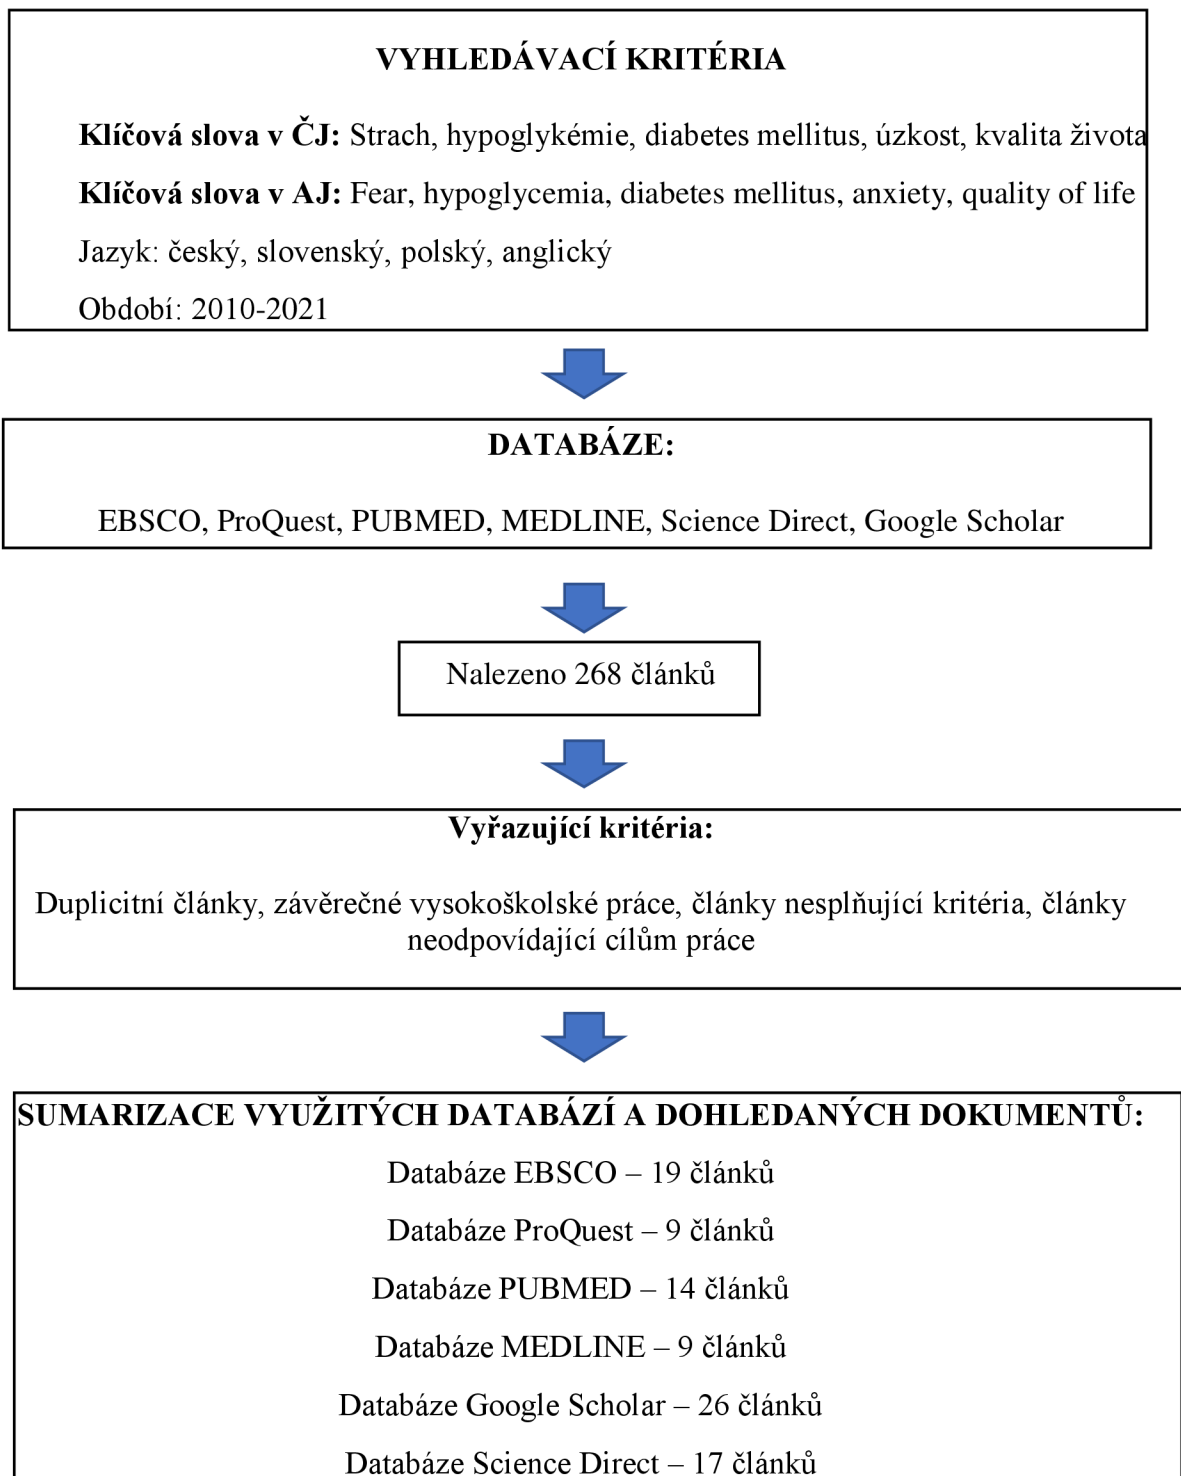 VYHLEDÁVACÍ KRITÉRIA
Klíčová slova v ČJ: Strach, hypoglykémie, diabetes mellitus, úzkost, kvalita života
Klíčová slova v AJ: Fear, hypoglycemia, diabetes mellitus, anxiety, quality of life
Jazyk: český, slovenský, polský, anglický
Období: 2010-2021
DATABÁZE:
EBSCO, ProQuest, PUBMED, MEDLINE, Science Direct, Google Scholar
Nalezeno 268 článků
Vyřazující kritéria:
Duplicitní články, závěrečné vysokoškolské práce, články nesplňující kritéria, články
neodpovídající cílům práce
SUMARIZACE VYUŽITÝCH DATABÁZÍ A DOHLEDANÝCH DOKUMENTŮ:
Databáze EBSCO – 19 článků
Databáze ProQuest – 9 článků
Databáze PUBMED – 14 článků
Databáze MEDLINE – 9 článků
Databáze Google Scholar – 26 článků
Databáze Science Direct – 17 článků